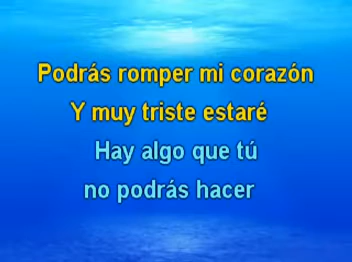 Podrás romper mi corazón
Y muy triste estaré
Hay algo que tú
no podrás hacer